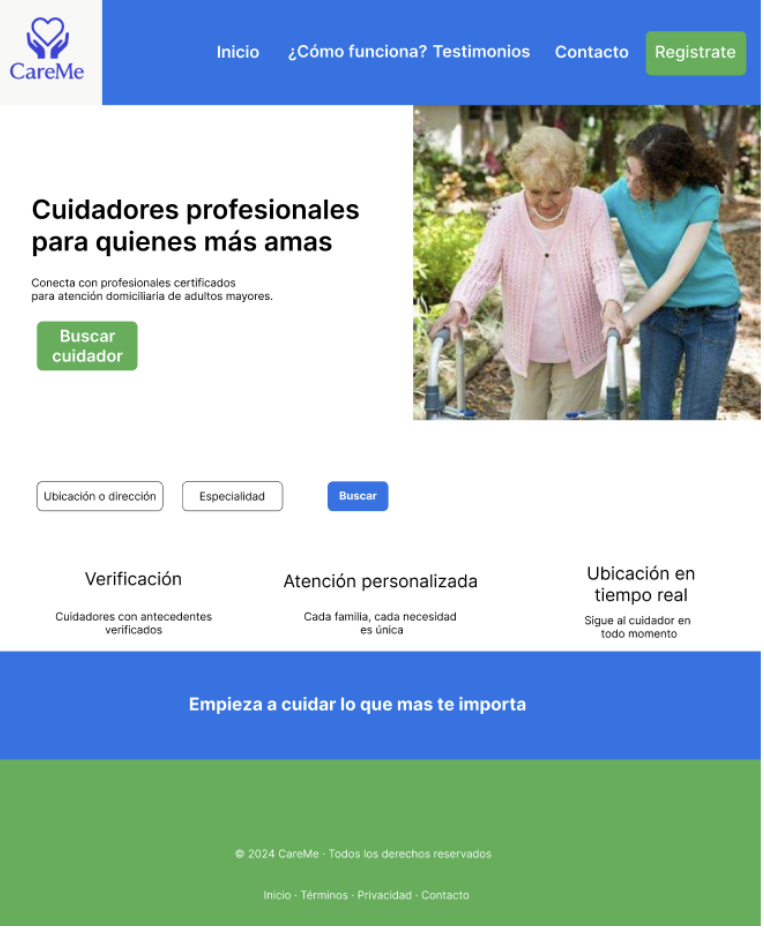 CareMe
Inicio
¿Cómo funciona?
Testimonios
Contacto
Registrate
Cuidadores profesionales
para quienes más amas
Conecta con profesionales certificados
para atención domiciliaria de adultos mayores.
Buscar
cuidador
Ubicación o dirección
Especialidad
Buscar
Verificación
Cuidadores con antecedentes
verificados
Atención personalizada
Cada familia, cada necesidad
es única
Ubicación en
tiempo real
Sigue al cuidador en
todo momento
Empieza a cuidar lo que mas te importa
© 2024 CareMe · Todos los derechos reservados
Inicio · Términos · Privacidad · Contacto